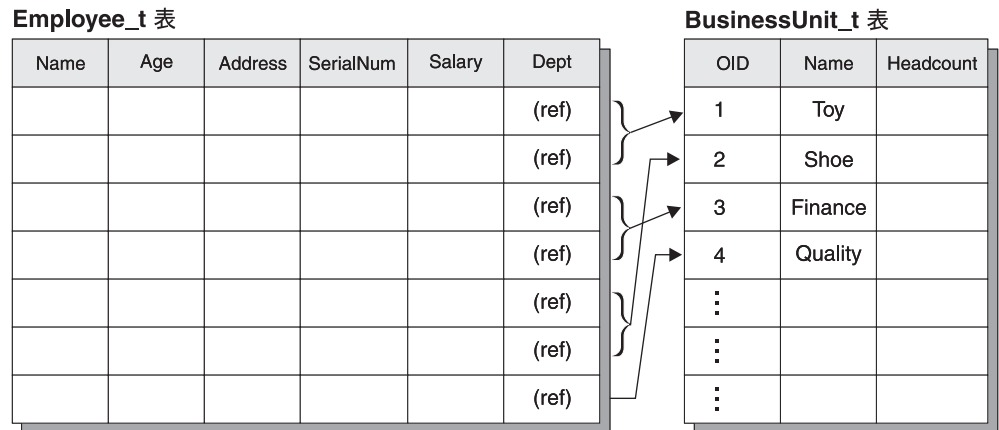 Employee_t 表 BusinessUnit_t 表
Name Age Address SerialNum Salary Dept OID Name Headcount
(ref) 1 Toy
(ref) 2 Shoe
(ref) 3 Finance
(ref) 4 Quality
(ref) ⋮
(ref) ⋮
(ref) ⋮